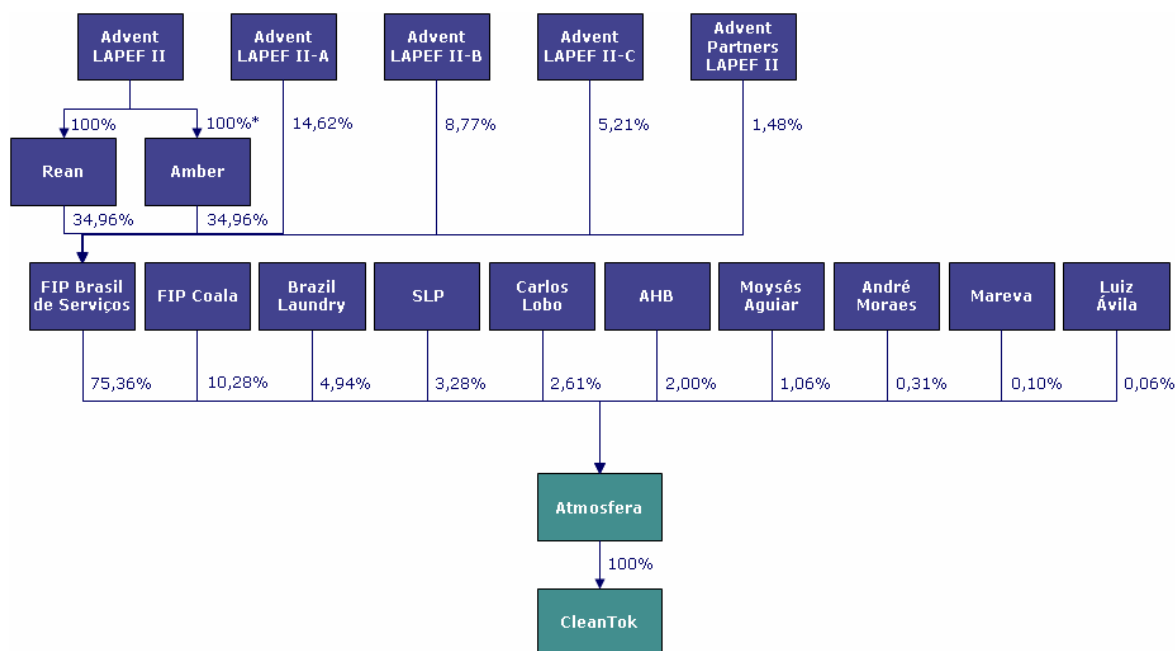 Advent
LAPEF II
Advent
LAPEF II-A
Advent
LAPEF II-B
Advent
LAPEF II-C
Advent
Partners
LAPEF II
100%
100%*
14,62%
8,77%
5,21%
1,48%
Rean
Amber
34,96%
34,96%
FIP Brasil
de Serviços
FIP Coala
Brazil
Laundry
SLP
Carlos
Lobo
AHB
Moysés
Aguiar
André
Moraes
Mareva
Luiz
Ávila
75,36%
10,28%
4,94%
3,28%
2,61%
2,00%
1,06%
0,31%
0,10%
0,06%
Atmosfera
100%
CleanTok